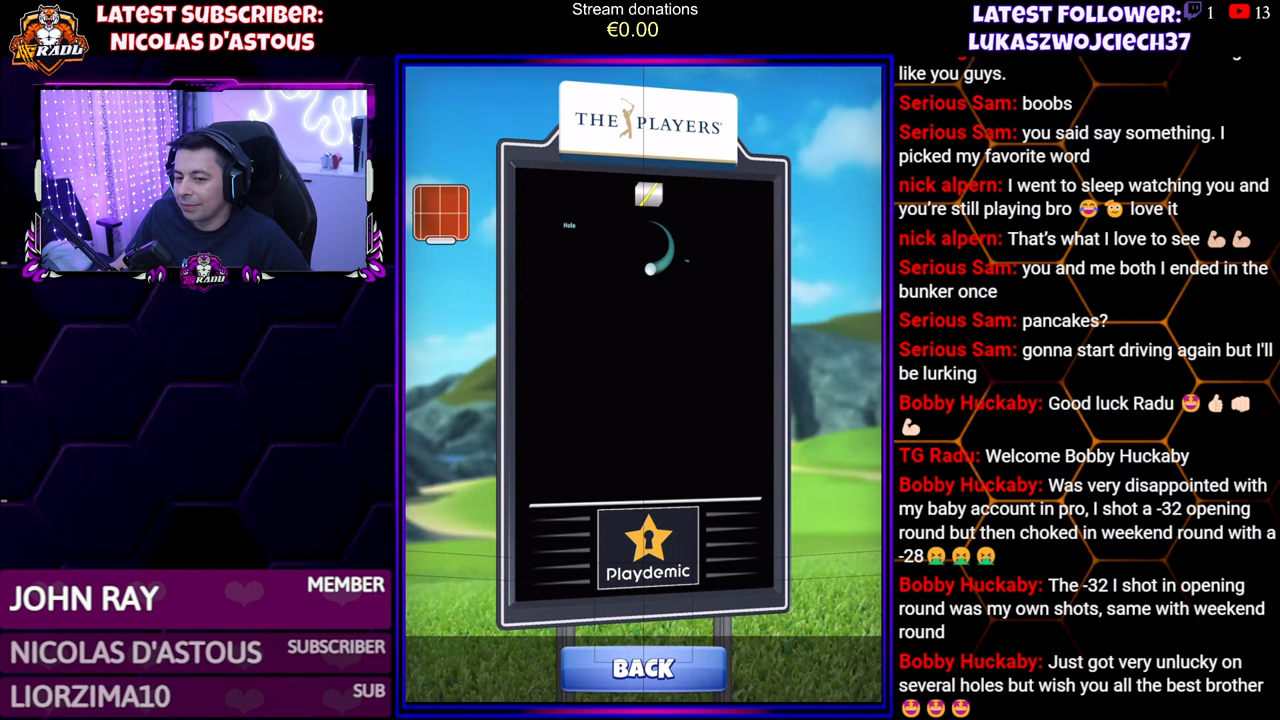 LATEST SUBSCRIBER:
NICOLAS D'ASTOUS
RADU
Stream donations
€0.00
LATEST FOLLOWER:
1
13
LUKASZWOJCIECH37
THE PLAYERS
Hole
Playdemic
BACK
RADU
JOHN RAY
MEMBER
NICOLAS D'ASTOUS
SUBSCRIBER
LIORZIMA10
SUB
like you guys.
Serious Sam: boobs
Serious Sam: you said say something. I
picked my favorite word
nick alpern: I went to sleep watching you and
you're still playing bro 😂 🫡 love it
nick alpern: That's what I love to see 💪🏻 💪🏻
Serious Sam: you and me both I ended in the
bunker once
Serious Sam: pancakes?
Serious Sam: gonna start driving again but I'll
be lurking
Bobby Huckaby: Good luck Radu 🤩 👍🏻 👊🏻
💪🏻
TG Radu: Welcome Bobby Huckaby
Bobby Huckaby: Was very disappointed with
my baby account in pro, I shot a -32 opening
round but then choked in weekend round with a
-28 🤮 🤮 🤮
Bobby Huckaby: The -32 I shot in opening
round was my own shots, same with weekend
round
Bobby Huckaby: Just got very unlucky on
several holes but wish you all the best brother
🤩 🤩 🤩